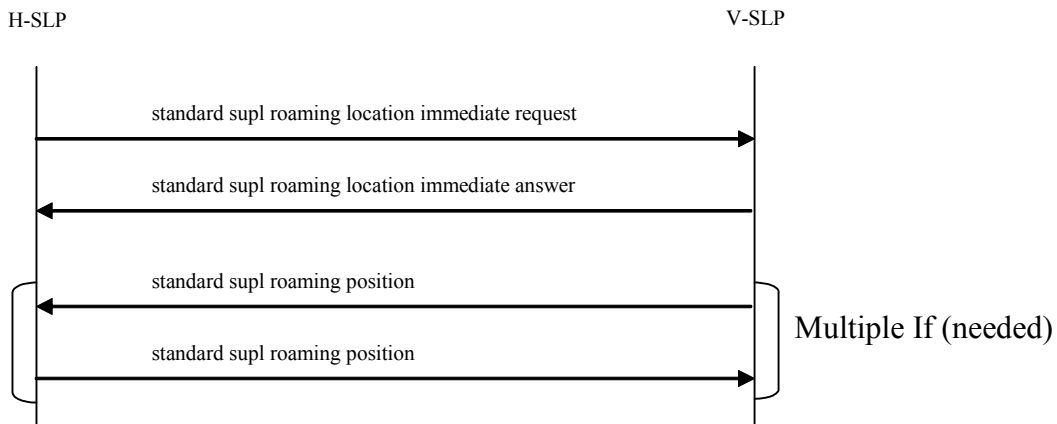 H-SLP
V-SLP
standard supl roaming location immediate request
standard supl roaming location immediate answer
standard supl roaming position
Multiple If (needed)
standard supl roaming position